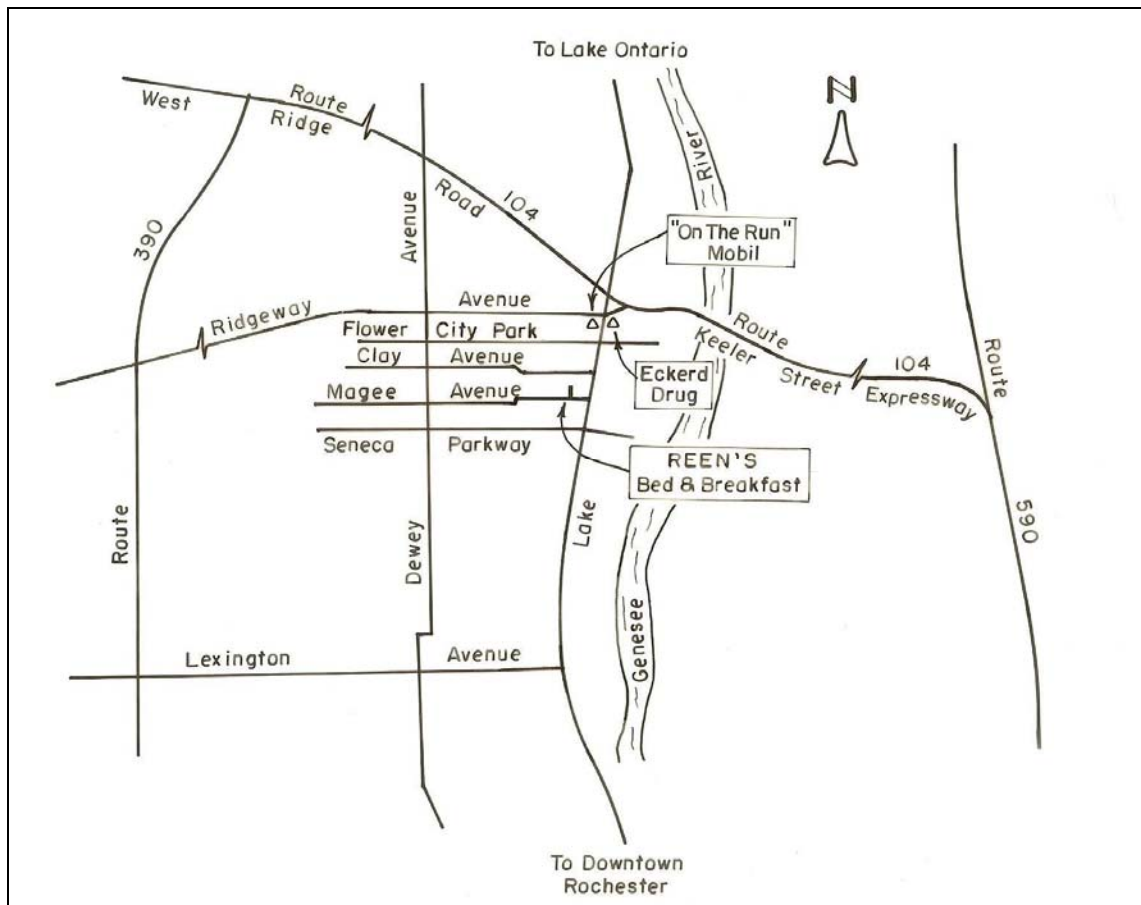 To Lake Ontario
N
West Ridge Road
Route 104
River
390
Avenue
"On The Run"
Mobil
Ridgeway Avenue
Flower City Park
Clay Avenue
Magee Avenue
Seneca Parkway
Eckerd
Drug
Route 104
Keeler Street Expressway
REEN'S
Bed & Breakfast
Route
590
Route
Dewey
Lake
Genesee
Lexington Avenue
To Downtown
Rochester